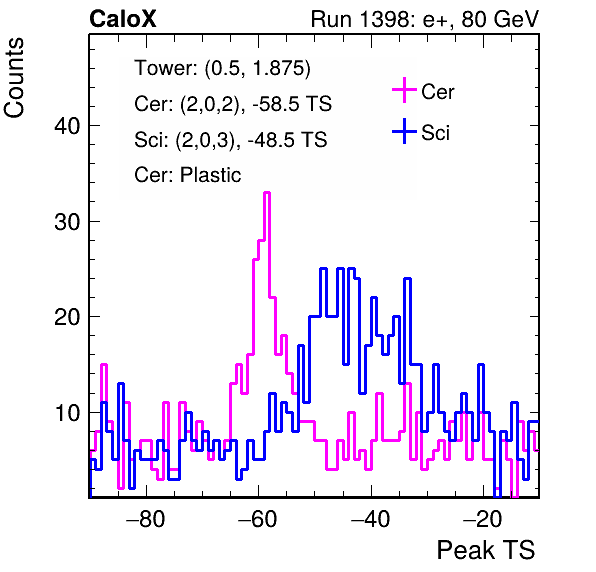 CaloX Run 1398: e+, 80 GeV
Counts
Tower: (0.5, 1.875)
Cer: (2,0,2), -58.5 TS
Sci: (2,0,3), -48.5 TS
Cer: Plastic
Cer
Sci
40
30
20
10
−80 −60 −40 −20
Peak TS